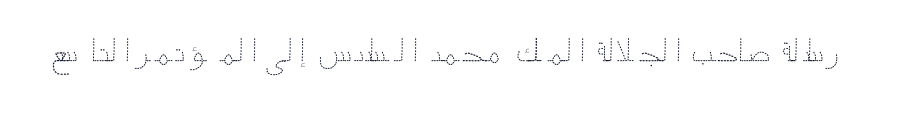 رسالة صاحب الجلالة الملك محمد السادس إلى المؤتمر التاسع